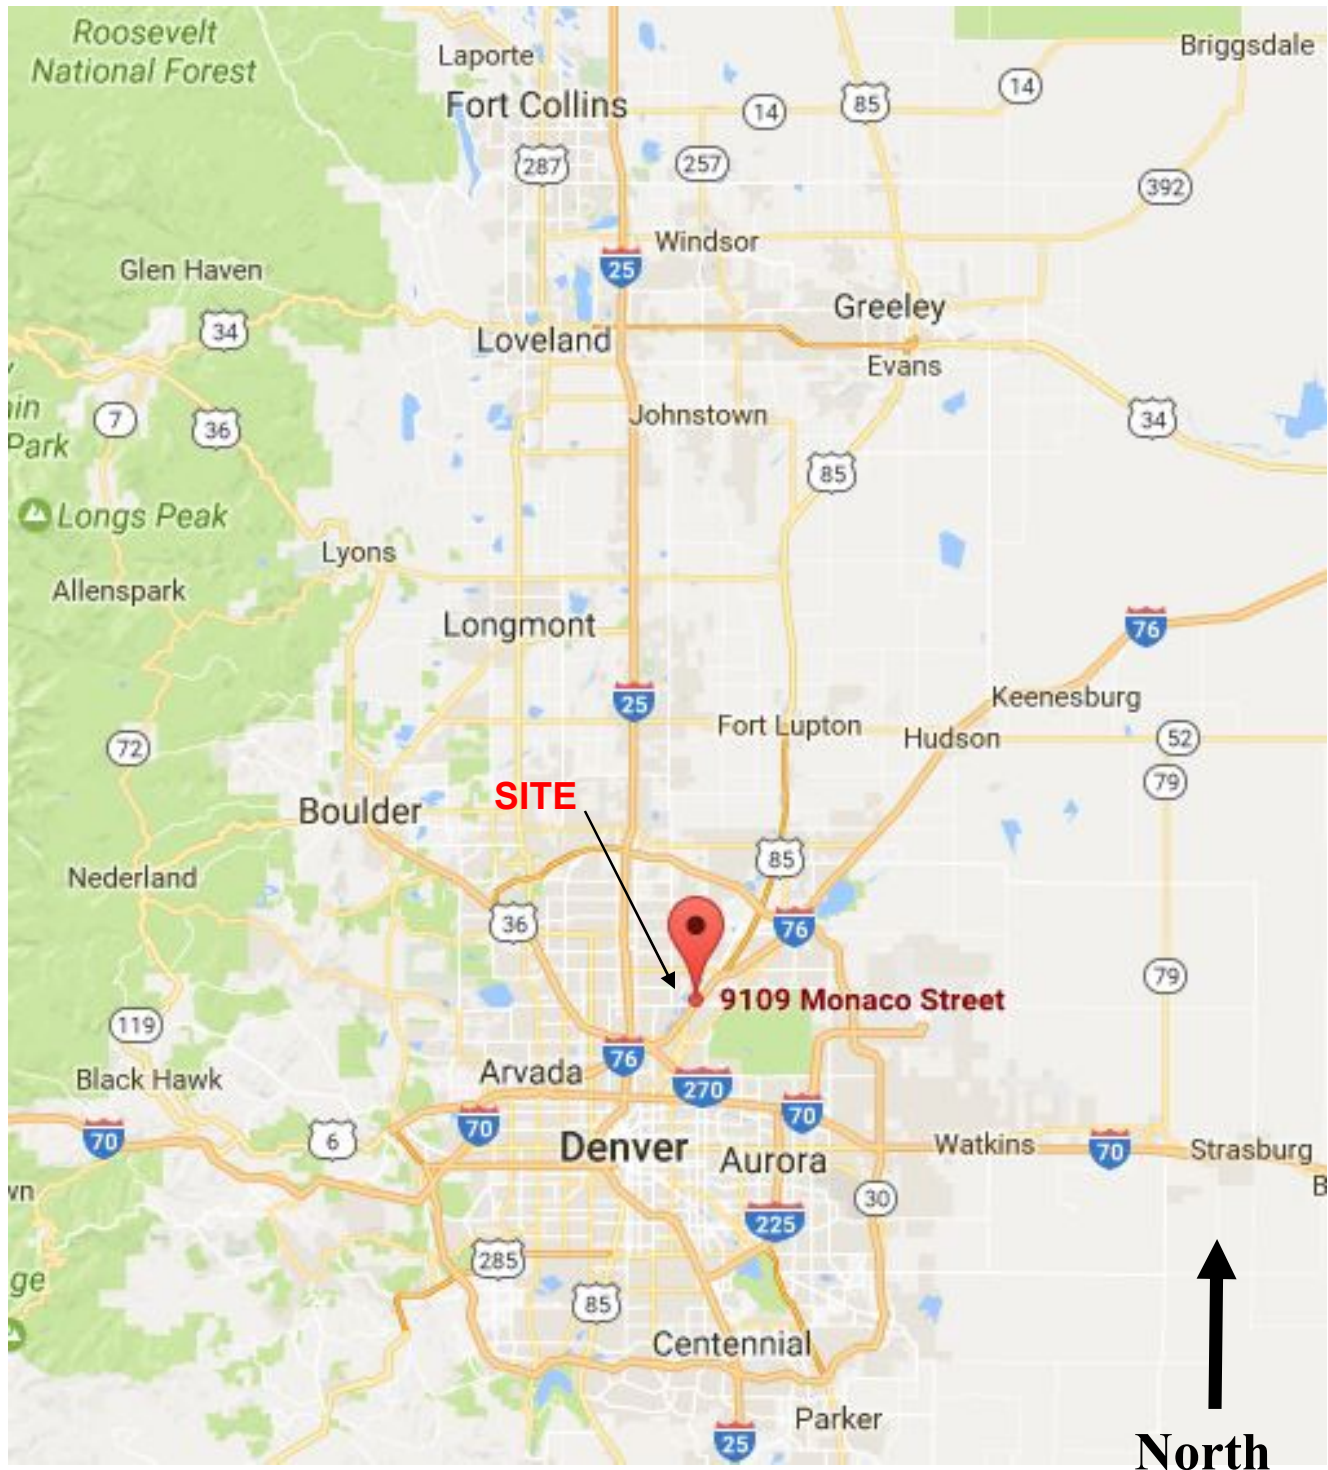 Roosevelt
National Forest
Laporte
Briggsdale
Fort Collins
14
85
14
287
257
392
Windsor
25
Glen Haven
Greeley
34
Loveland
Evans
ain
Park
7
36
Johnstown
34
85
Longs Peak
Lyons
Allenspark
Longmont
76
25
Keenesburg
Fort Lupton
Hudson
52
72
79
SITE
Boulder
85
Nederland
36
76
79
9109 Monaco Street
119
76
Arvada
Black Hawk
270
70
6
70
70
Denver
Aurora
Watkins
70
Strasburg
wn
B
30
225
285
ge
85
Centennial
Parker
25
North